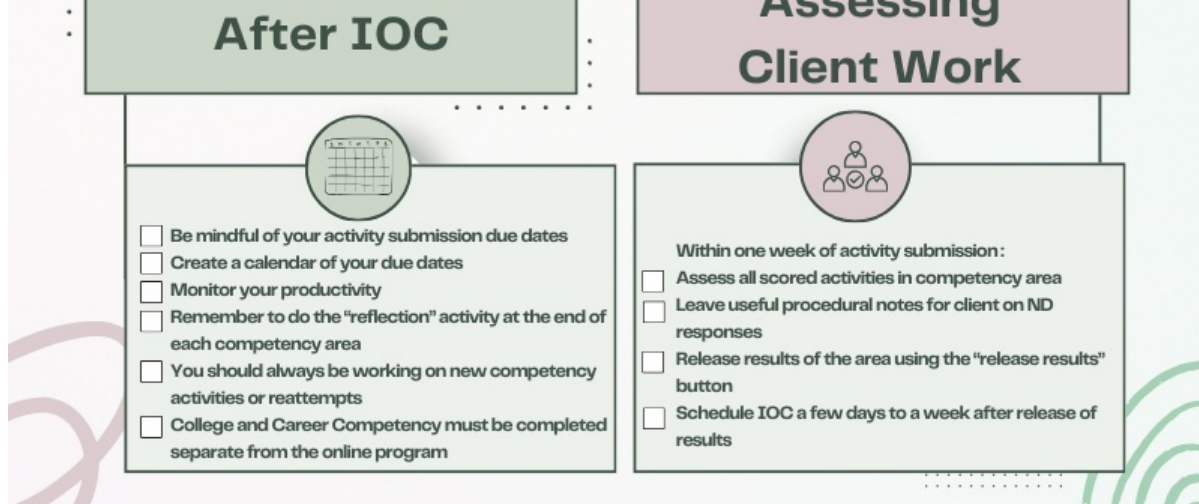 After IOC
Be mindful of your activity submission due dates
Create a calendar of your due dates
Monitor your productivity
Remember to do the “reflection” activity at the end of
each competency area
You should always be working on new competency
activities or reattempts
College and Career Competency must be completed
separate from the online program
Assessing
Client Work
Within one week of activity submission:
Assess all scored activities in competency area
Leave useful procedural notes for client on ND
responses
Release results of the area using the “release results”
button
Schedule IOC a few days to a week after release of
results